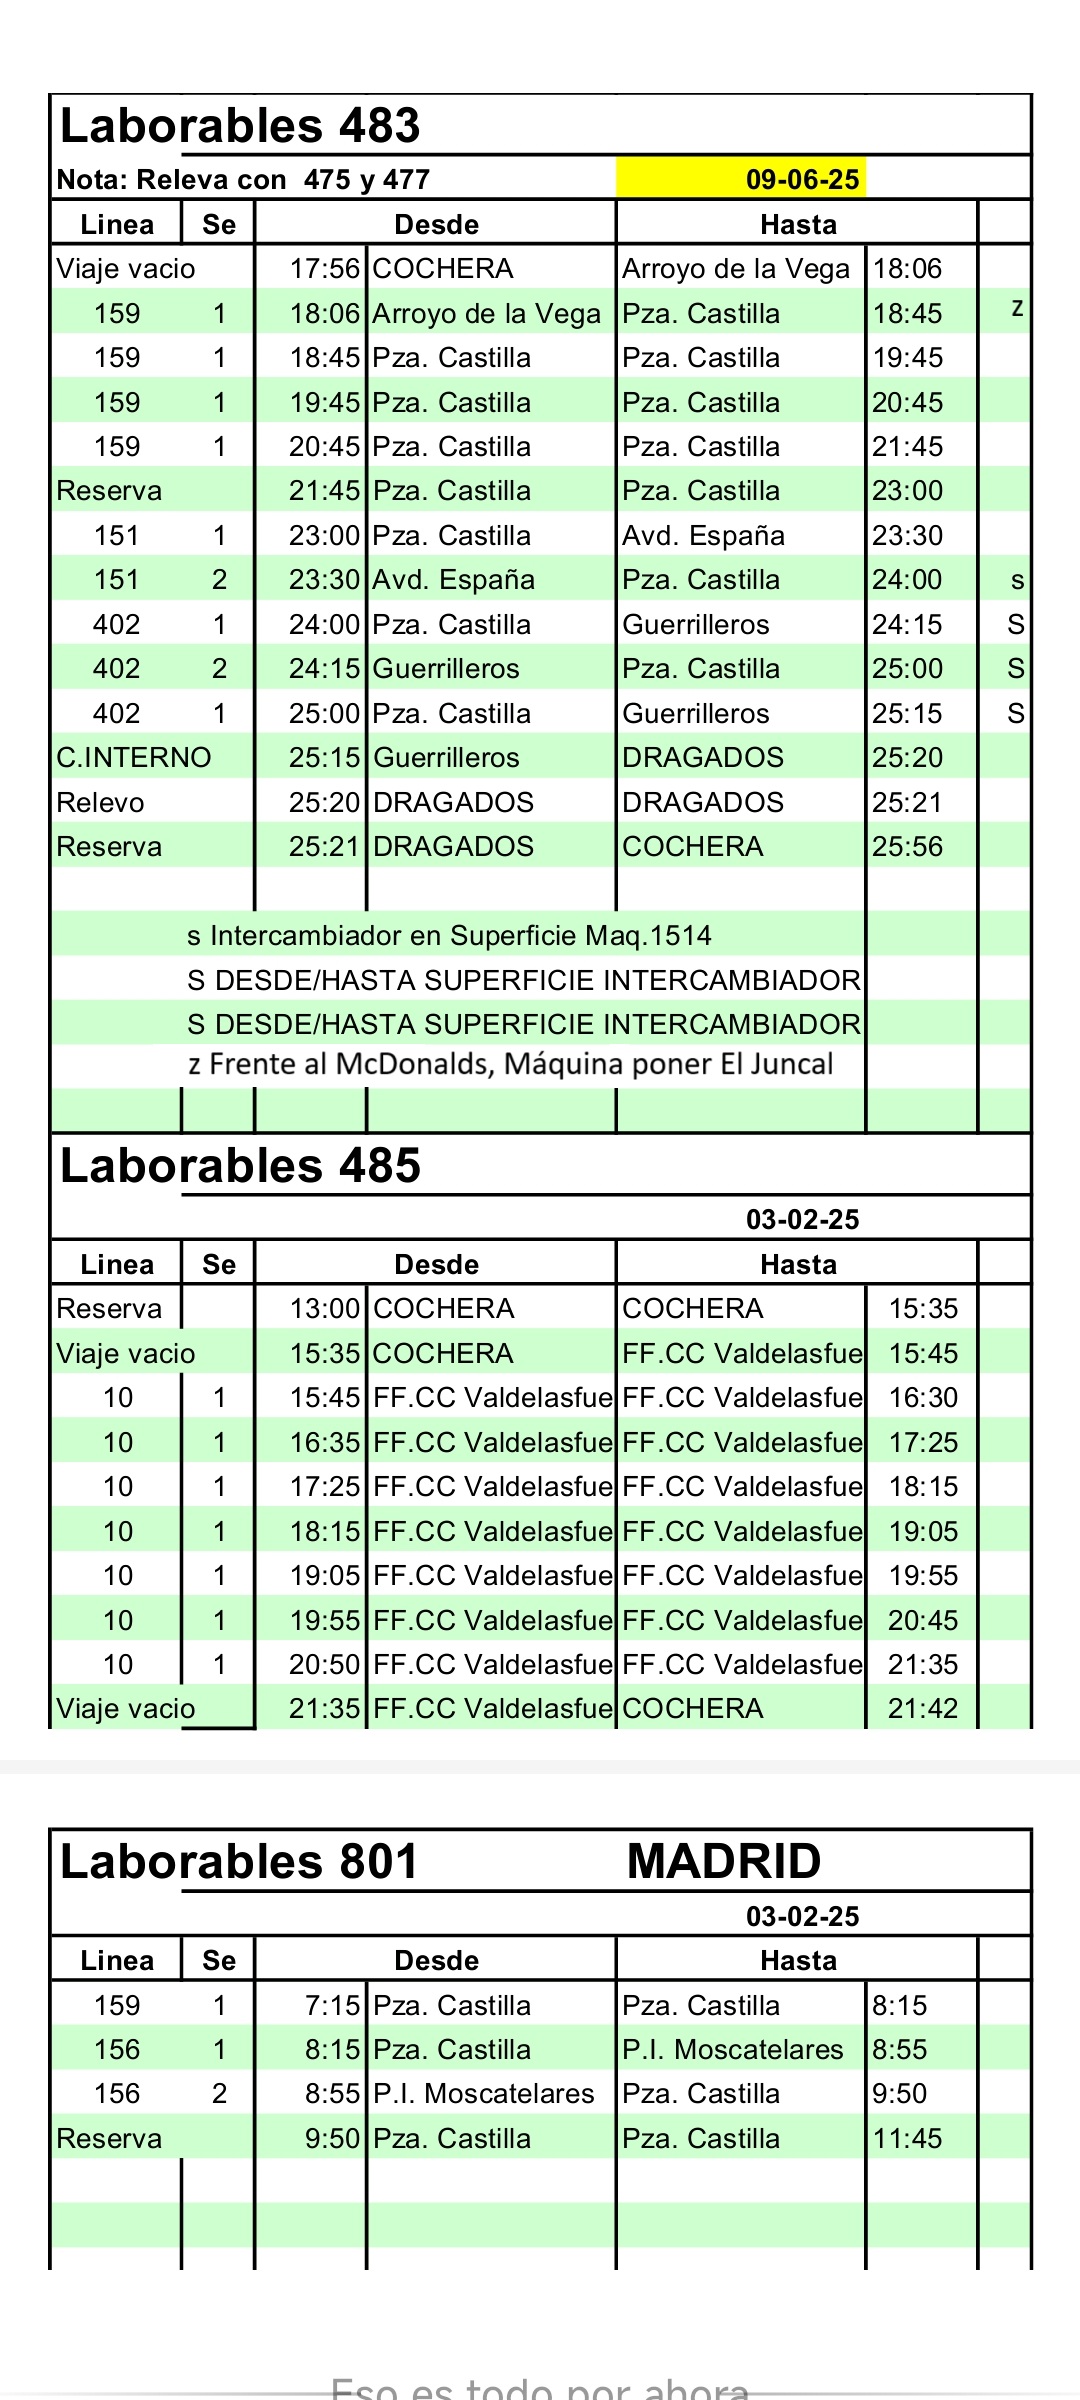 Laborables 483
Nota: Releva con 475 y 477 09-06-25
Linea Se Desde Hasta
Viaje vacio 17:56 COCHERA Arroyo de la Vega 18:06
159 1 18:06 Arroyo de la Vega Pza. Castilla 18:45 z
159 1 18:45 Pza. Castilla Pza. Castilla 19:45
159 1 19:45 Pza. Castilla Pza. Castilla 20:45
159 1 20:45 Pza. Castilla Pza. Castilla 21:45
Reserva 21:45 Pza. Castilla Pza. Castilla 23:00
151 1 23:00 Pza. Castilla Avd. España 23:30
151 2 23:30 Avd. España Pza. Castilla 24:00 s
402 1 24:00 Pza. Castilla Guerrilleros 24:15 S
402 2 24:15 Guerrilleros Pza. Castilla 25:00 S
402 1 25:00 Pza. Castilla Guerrilleros 25:15 S
C.INTERNO 25:15 Guerrilleros DRAGADOS 25:20
Relevo 25:20 DRAGADOS DRAGADOS 25:21
Reserva 25:21 DRAGADOS COCHERA 25:56
s Intercambiador en Superficie Maq.1514
S DESDE/HASTA SUPERFICIE INTERCAMBIADOR
S DESDE/HASTA SUPERFICIE INTERCAMBIADOR
z Frente al McDonalds, Máquina poner El Juncal
Laborables 485
03-02-25
Linea Se Desde Hasta
Reserva 13:00 COCHERA COCHERA 15:35
Viaje vacio 15:35 COCHERA FF.CC Valdelasfue 15:45
10 1 15:45 FF.CC Valdelasfue FF.CC Valdelasfue 16:30
10 1 16:35 FF.CC Valdelasfue FF.CC Valdelasfue 17:25
10 1 17:25 FF.CC Valdelasfue FF.CC Valdelasfue 18:15
10 1 18:15 FF.CC Valdelasfue FF.CC Valdelasfue 19:05
10 1 19:05 FF.CC Valdelasfue FF.CC Valdelasfue 19:55
10 1 19:55 FF.CC Valdelasfue FF.CC Valdelasfue 20:45
10 1 20:50 FF.CC Valdelasfue FF.CC Valdelasfue 21:35
Viaje vacio 21:35 FF.CC Valdelasfue COCHERA 21:42
Laborables 801 MADRID
03-02-25
Linea Se Desde Hasta
159 1 7:15 Pza. Castilla Pza. Castilla 8:15
156 1 8:15 Pza. Castilla P.I. Moscatelares 8:55
156 2 8:55 P.I. Moscatelares Pza. Castilla 9:50
Reserva 9:50 Pza. Castilla Pza. Castilla 11:45
Eso es todo por ahora